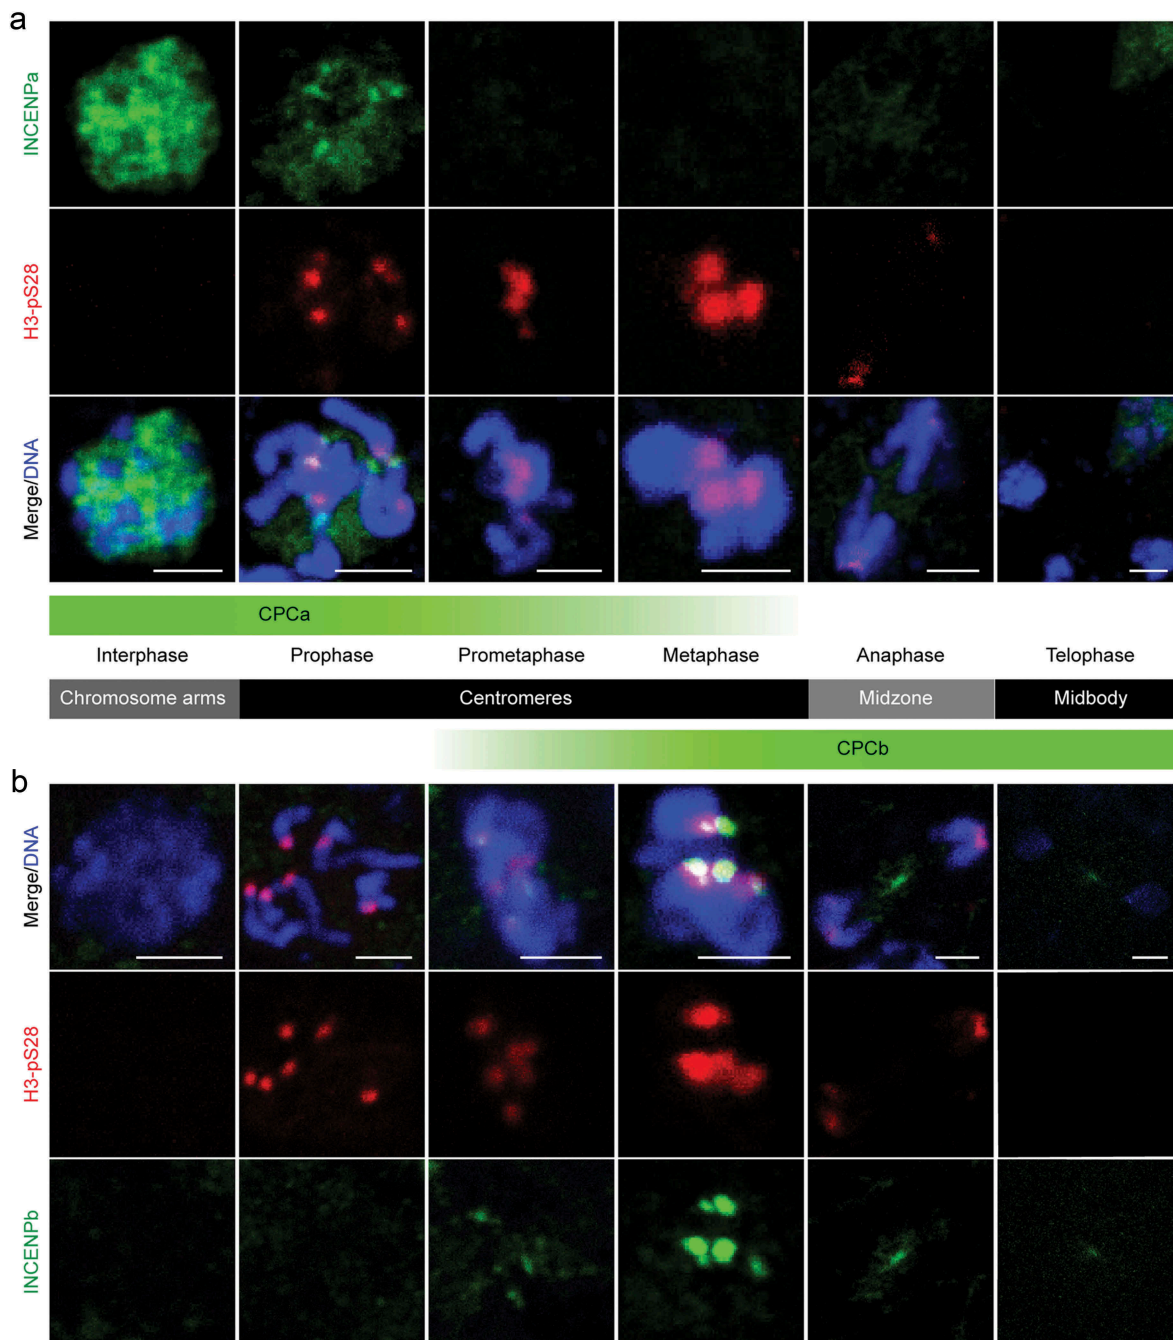 a
INCENPa
H3-pS28
Merge/DNA
CPCa
Interphase Prophase Prometaphase Metaphase Anaphase Telophase
Chromosome arms Centromeres Midzone Midbody
CPCb
b
Merge/DNA
H3-pS28
INCENPb